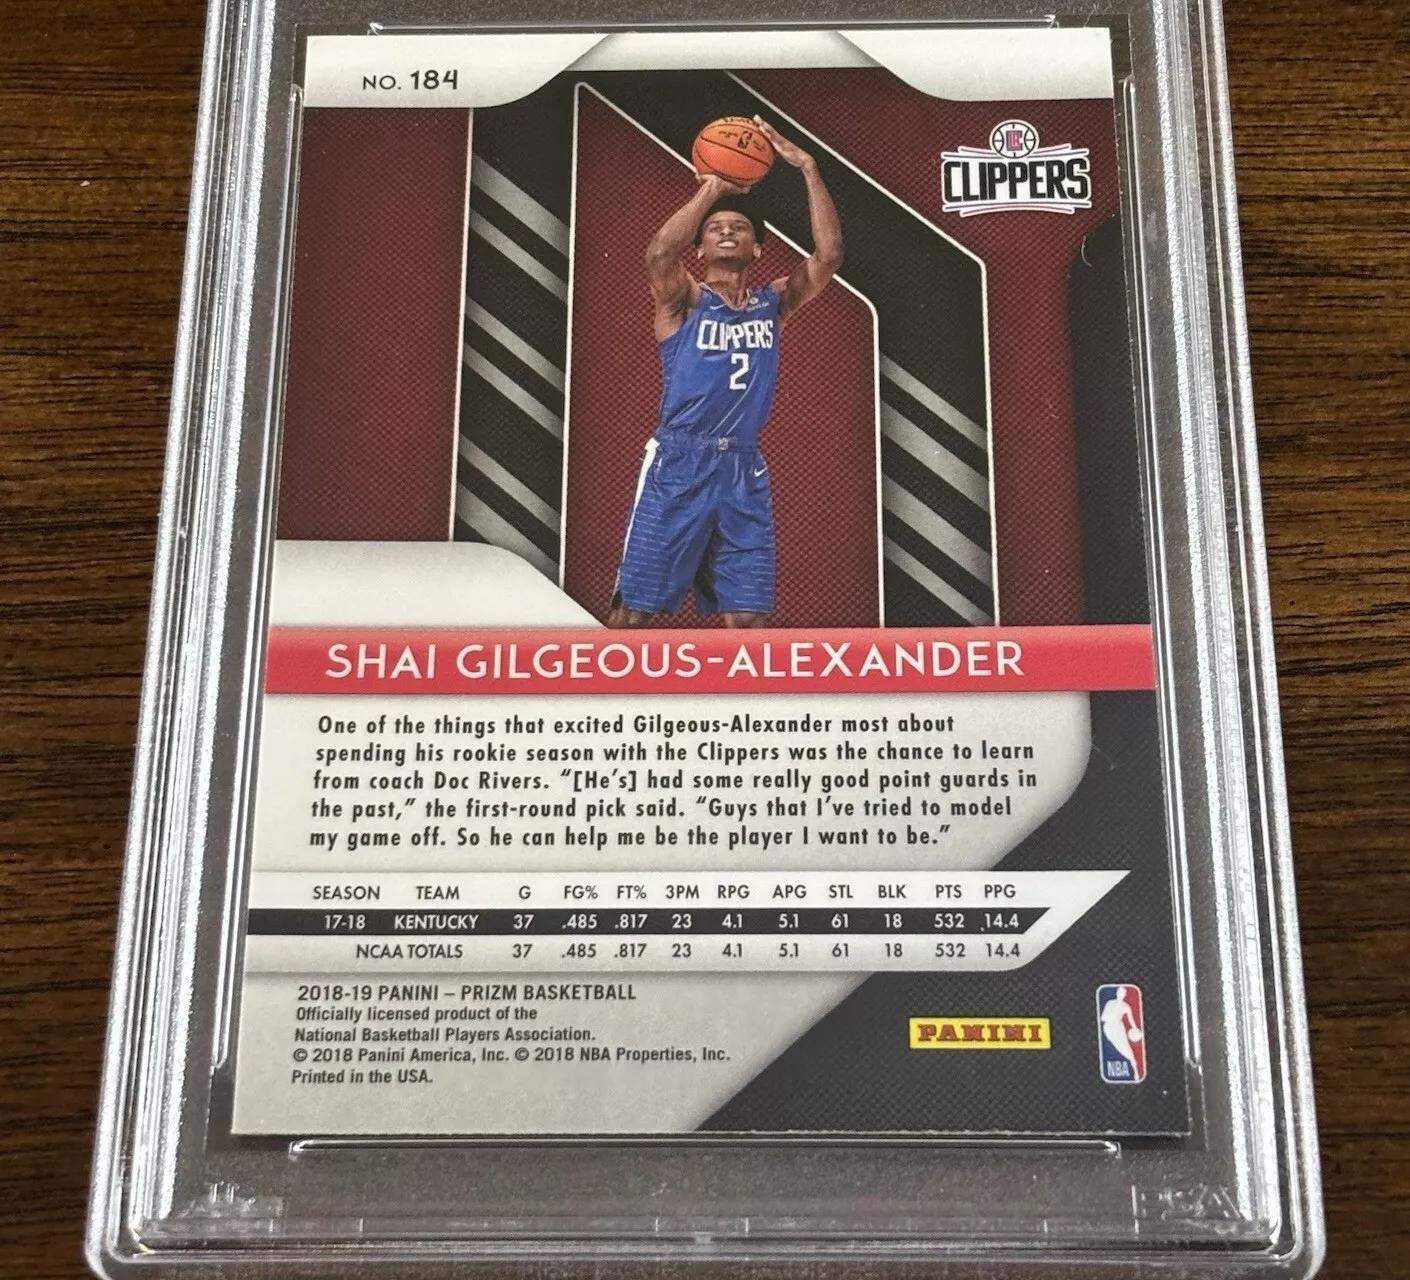 NO. 184
CLIPPERS
CLIPPERS
2
SHAI GILGEOUS-ALEXANDER
One of the things that excited Gilgeous-Alexander most about
spending his rookie season with the Clippers was the chance to learn
from coach Doc Rivers. “[He’s] had some really good point guards in
the past,” the first-round pick said. “Guys that I’ve tried to model
my game off. So he can help me be the player I want to be.”
SEASON TEAM G FG% FT% 3PM RPG APG STL BLK PTS PPG
17-18 KENTUCKY 37 .485 .817 23 4.1 5.1 61 18 532 14.4
NCAA TOTALS 37 .485 .817 23 4.1 5.1 61 18 532 14.4
2018-19 PANINI – PRIZM BASKETBALL
Officially licensed product of the
National Basketball Players Association.
© 2018 Panini America, Inc. © 2018 NBA Properties, Inc.
Printed in the USA.
PANINI
NBA
PSA